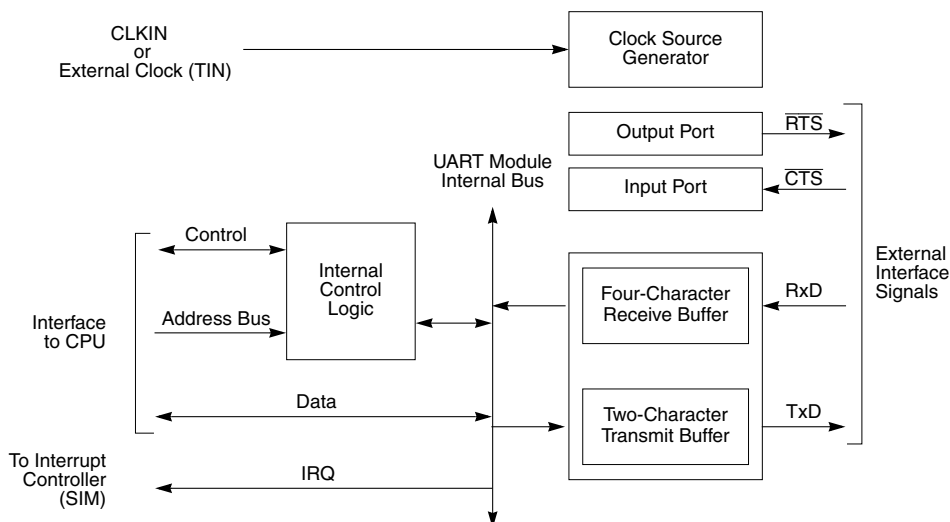 CLKIN
or
External Clock (TIN)
Clock Source
Generator
Output Port
RTS
UART Module
Internal Bus
Input Port
CTS
Control
Internal
Control
Logic
External
Interface
Signals
Four-Character
Receive Buffer
RxD
Interface
to CPU
Address Bus
Data
Two-Character
Transmit Buffer
TxD
To Interrupt
Controller
(SIM)
IRQ